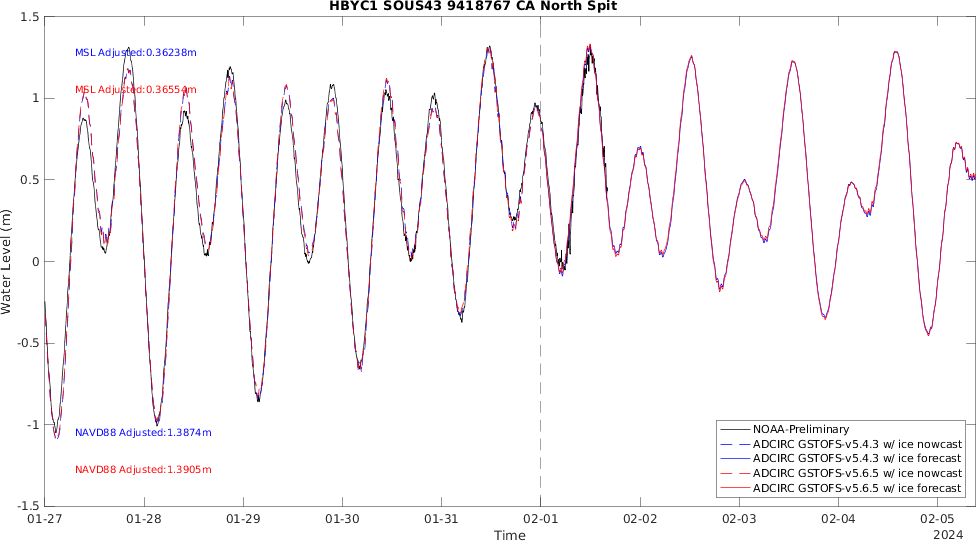 HBYC1 SOUS43 9418767 CA North Spit
1.5
MSL Adjusted:0.36238m
1
MSL Adjusted:0.36554m
0.5
Water Level (m)
0
-0.5
-1
NAVD88 Adjusted:1.3874m
NAVD88 Adjusted:1.3905m
-1.5
NOAA-Preliminary
ADCIRC GSTOFS-v5.4.3 w/ ice nowcast
ADCIRC GSTOFS-v5.4.3 w/ ice forecast
ADCIRC GSTOFS-v5.6.5 w/ ice nowcast
ADCIRC GSTOFS-v5.6.5 w/ ice forecast
01-27 01-28 01-29 01-30 01-31 02-01 02-02 02-03 02-04 02-05
Time
2024